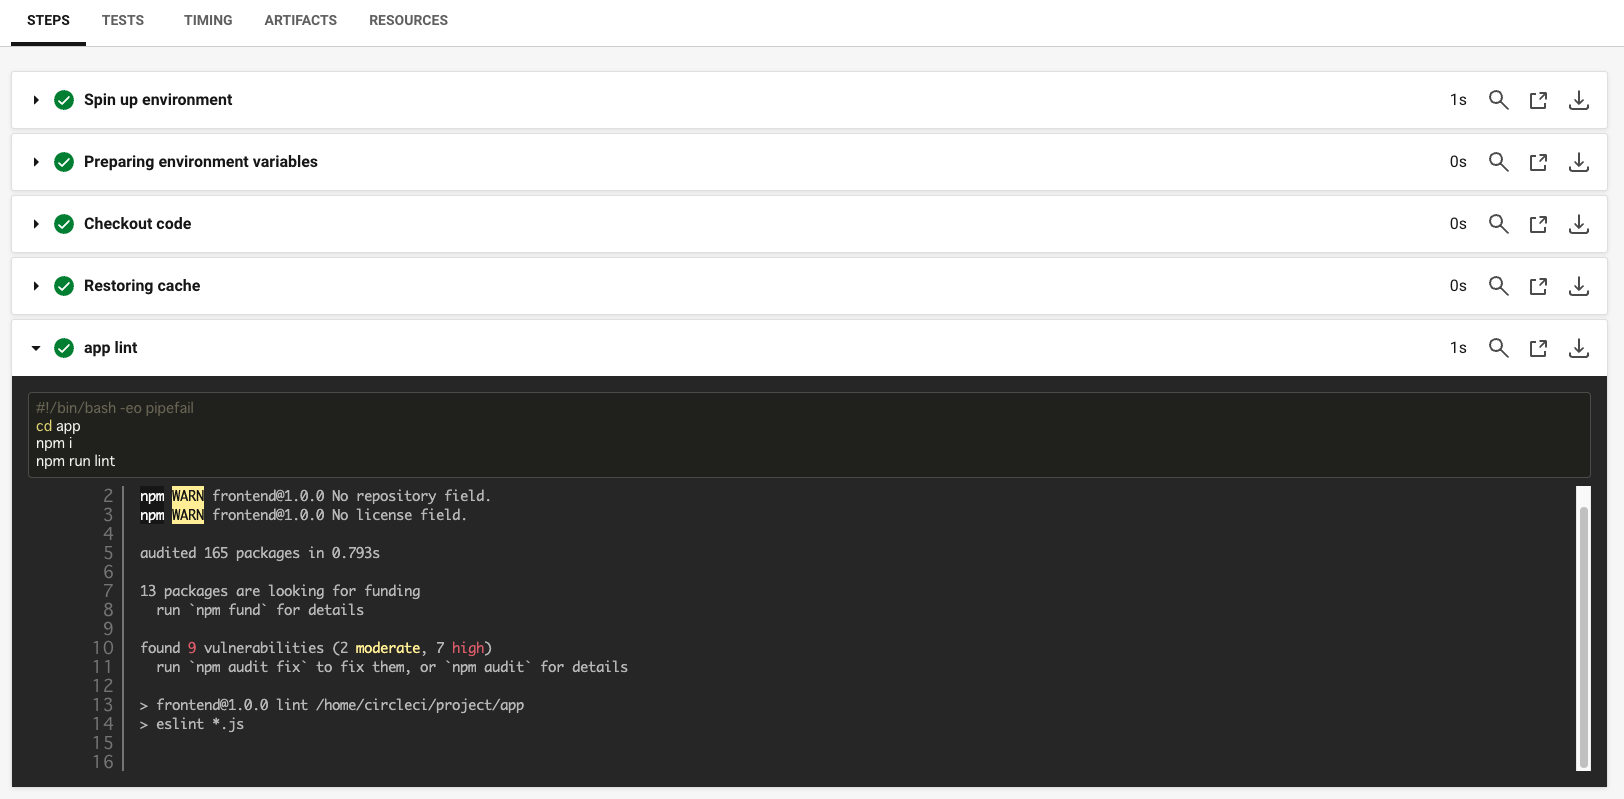 STEPS TESTS TIMING ARTIFACTS RESOURCES
Spin up environment 1s
Preparing environment variables 0s
Checkout code 0s
Restoring cache 0s
app lint 1s
#!/bin/bash -eo pipefail
cd app
npm i
npm run lint
2 npm WARN frontend@1.0.0 No repository field.
3 npm WARN frontend@1.0.0 No license field.
4
5 audited 165 packages in 0.793s
6
7 13 packages are looking for funding
8 run `npm fund` for details
9
10 found 9 vulnerabilities (2 moderate, 7 high)
11 run `npm audit fix` to fix them, or `npm audit` for details
12
13 > frontend@1.0.0 lint /home/circleci/project/app
14 > eslint *.js
15
16